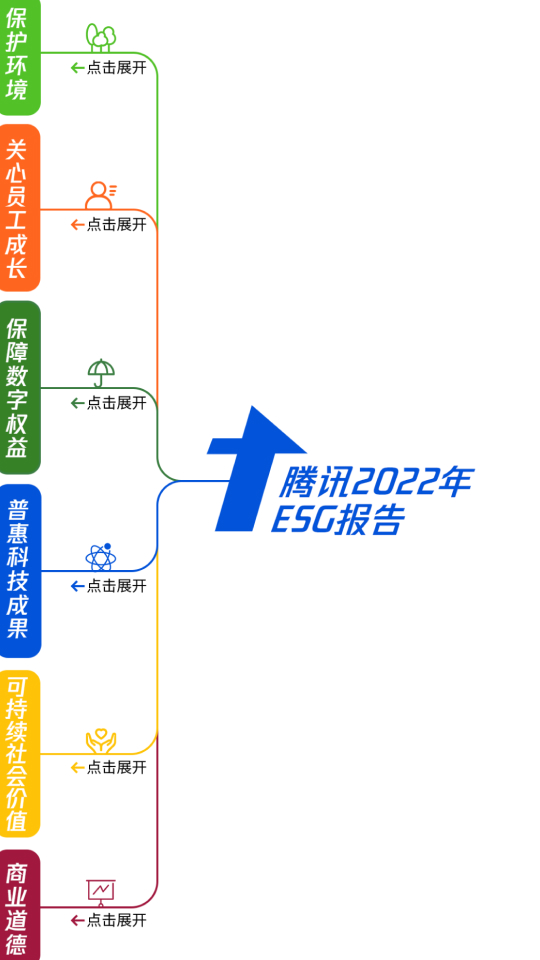 保护环境
点击展开
关心员工成长
点击展开
保障数字权益
点击展开
腾讯2022年
ESG报告
普惠科技成果
点击展开
可持续社会价值
点击展开
商业道德
点击展开